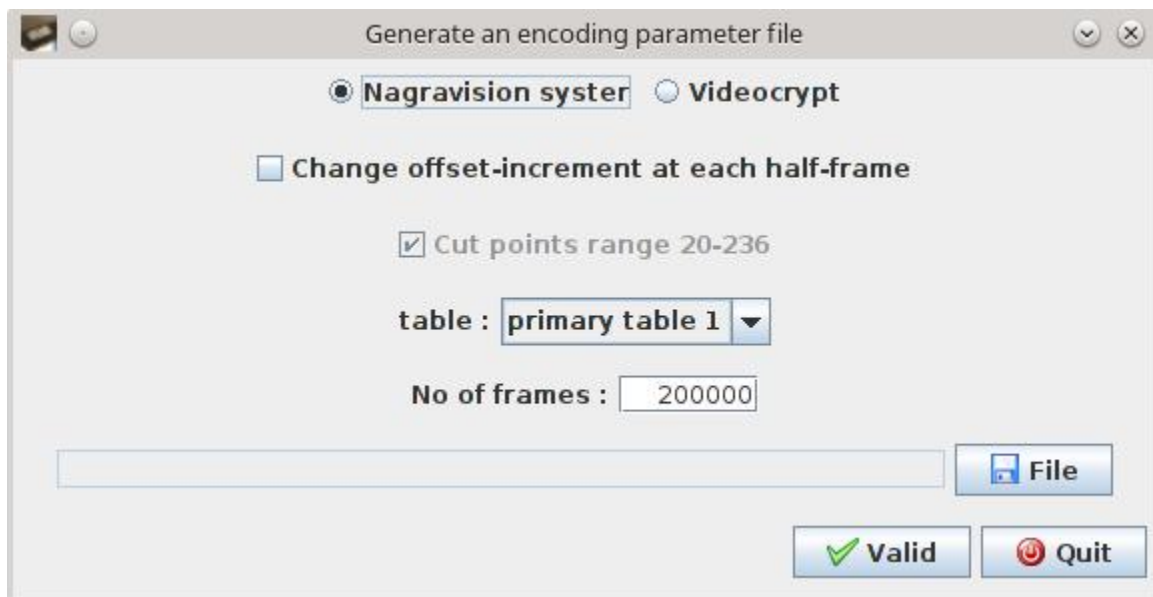 Generate an encoding parameter file
Nagravision syster Videocrypt
Change offset-increment at each half-frame
Cut points range 20-236
table : primary table 1
No of frames : 200000
File
Valid Quit